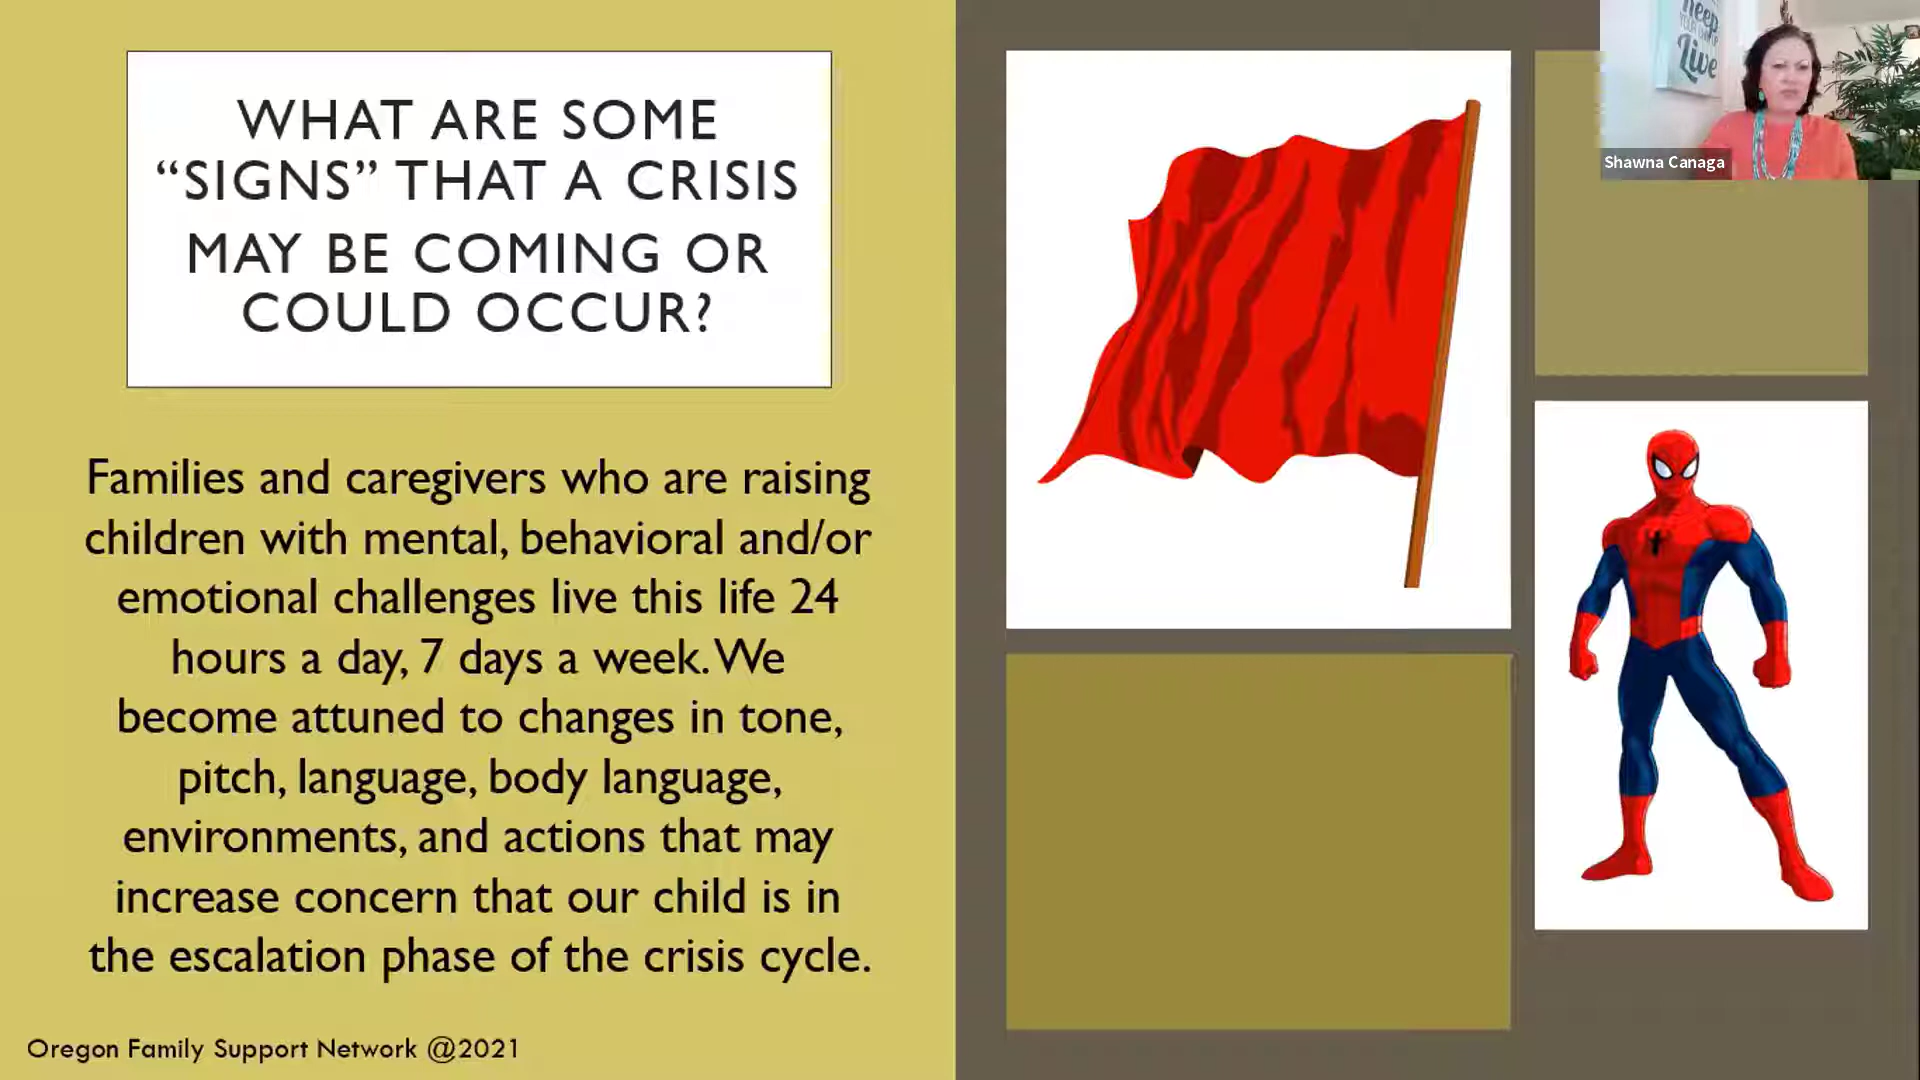 WHAT ARE SOME
“SIGNS” THAT A CRISIS
MAY BE COMING OR
COULD OCCUR?
Families and caregivers who are raising
children with mental, behavioral and/or
emotional challenges live this life 24
hours a day, 7 days a week. We
become attuned to changes in tone,
pitch, language, body language,
environments, and actions that may
increase concern that our child is in
the escalation phase of the crisis cycle.
Oregon Family Support Network @2021
keep
Live
Shawna Canaga